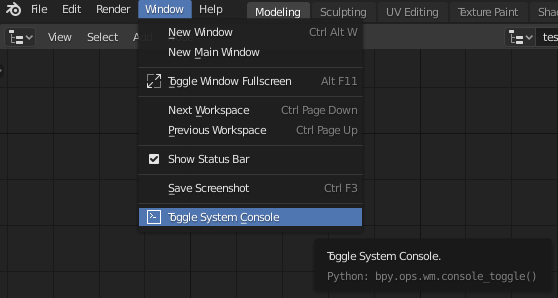 File Edit Render Window Help Modeling Sculpting UV Editing Texture Paint
View Select
New Window Ctrl Alt W
New Main Window
Toggle Window Fullscreen Alt F11
Next Workspace Ctrl Page Down
Previous Workspace Ctrl Page Up
Show Status Bar
Save Screenshot Ctrl F3
Toggle System Console
Toggle System Console.
Python: bpy.ops.wm.console_toggle()